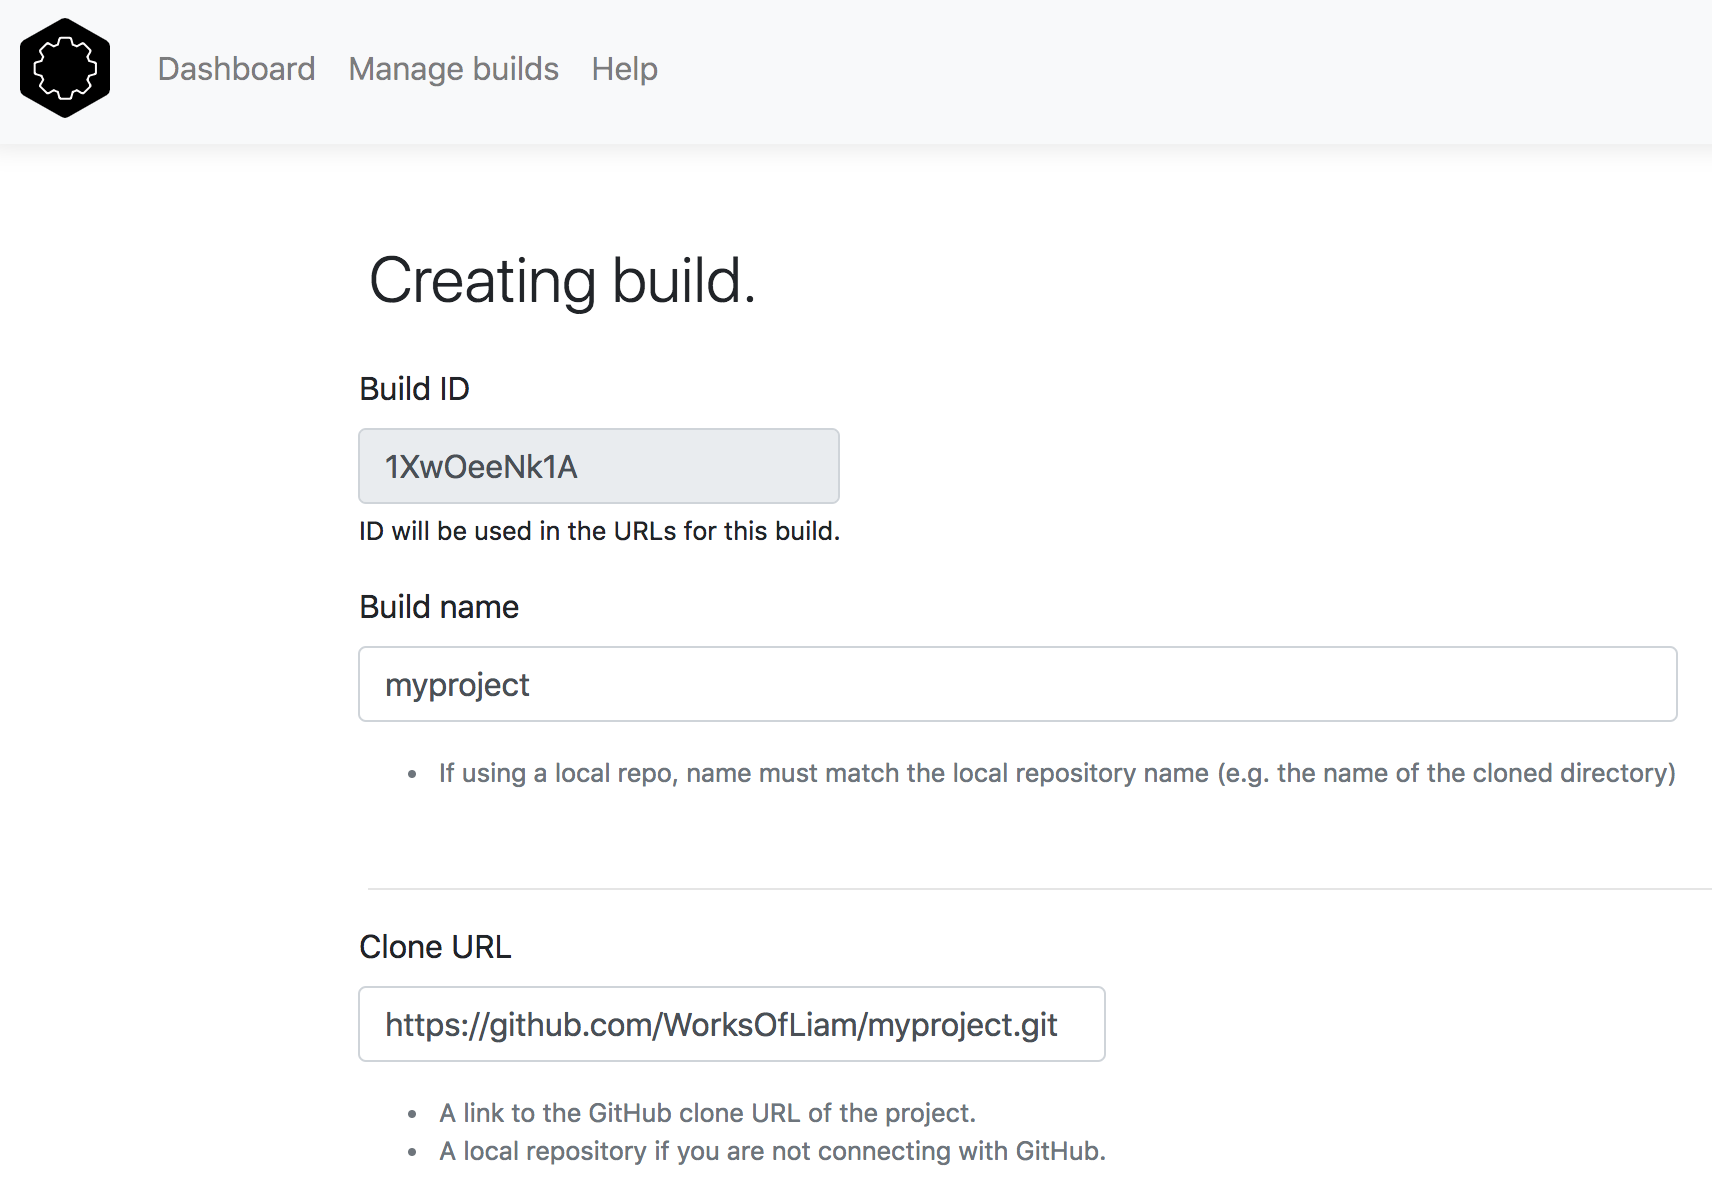 Dashboard Manage builds Help
Creating build.
Build ID
1XwOeeNk1A
ID will be used in the URLs for this build.
Build name
myproject
If using a local repo, name must match the local repository name (e.g. the name of the cloned directory)
Clone URL
https://github.com/WorksOfLiam/myproject.git
A link to the GitHub clone URL of the project.
A local repository if you are not connecting with GitHub.